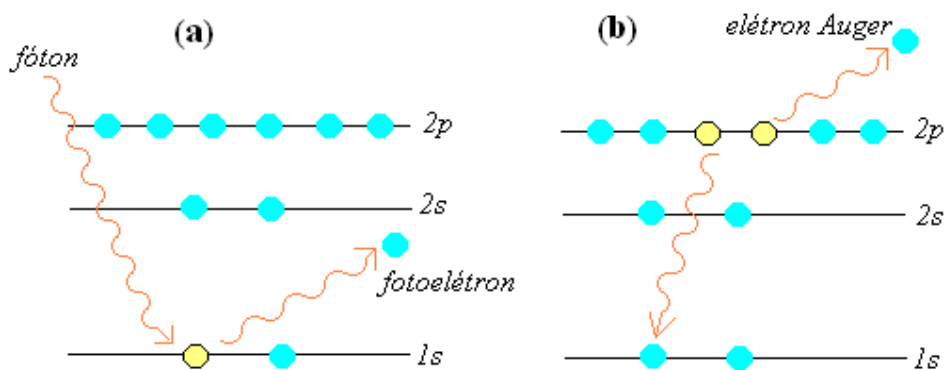 (a)
fóton
2p
2s
fotoelétron
1s
(b)
elétron Auger
2p
2s
1s